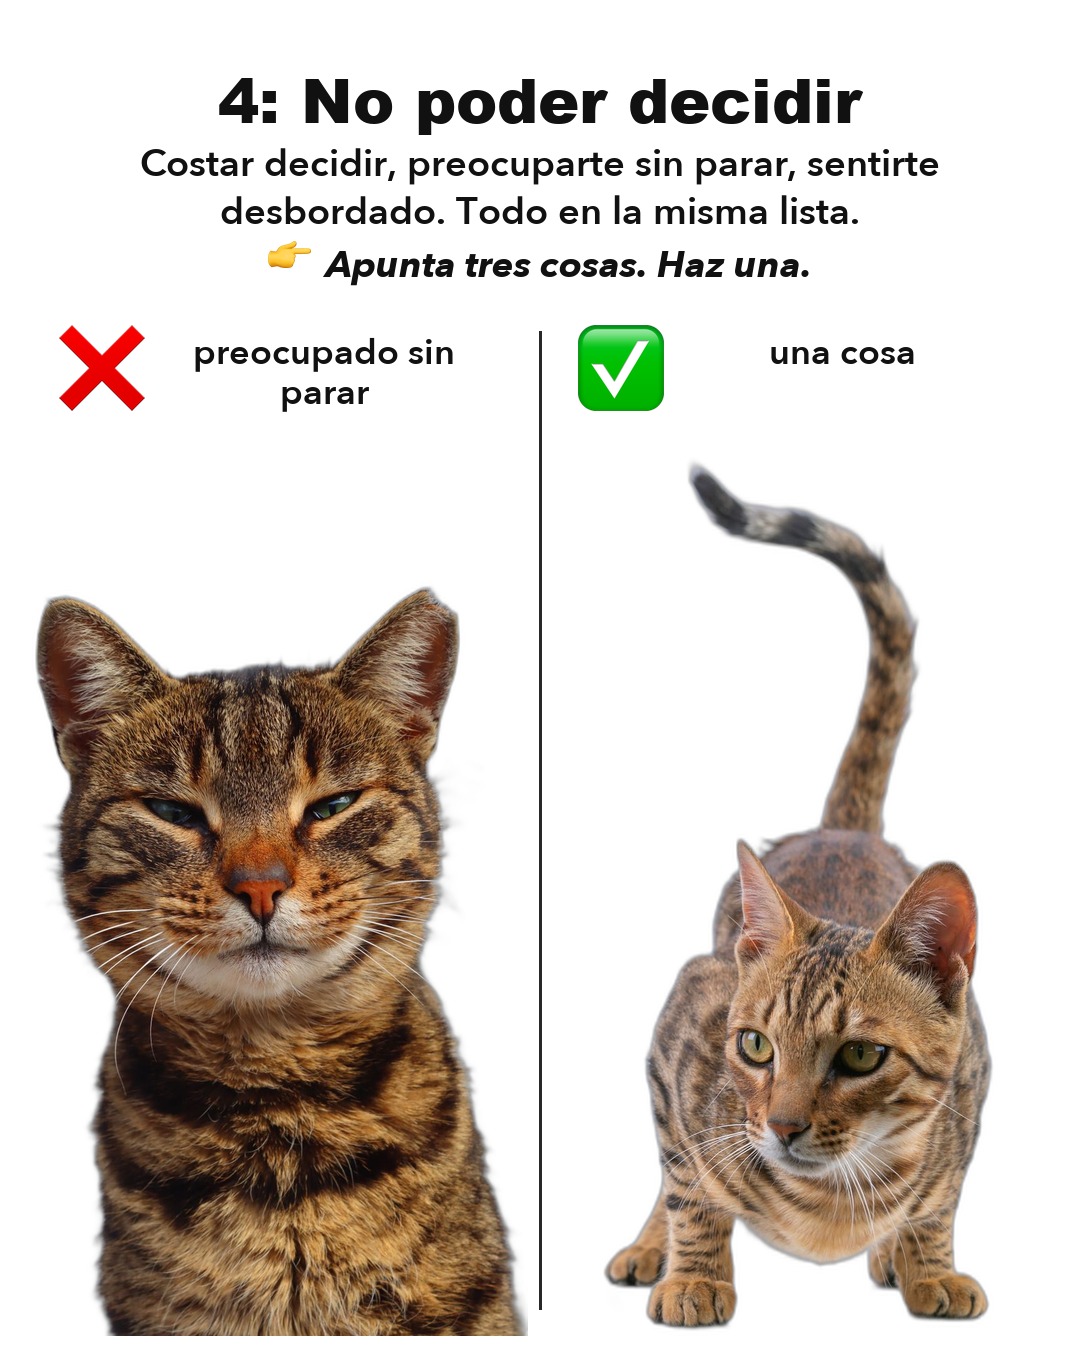 4: No poder decidir
Costar decidir, preocuparte sin parar, sentirte
desbordado. Todo en la misma lista.
👉 Apunta tres cosas. Haz una.
preocupado sin
parar
una cosa